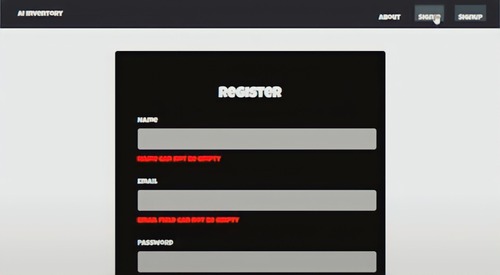 AI INVENTORY
ABOUT
SIGNIN
SIGNUP
REGISTER
NAME
NAME CAN NOT BE EMPTY
EMAIL
EMAIL FIELD CAN NOT BE EMPTY
PASSWORD